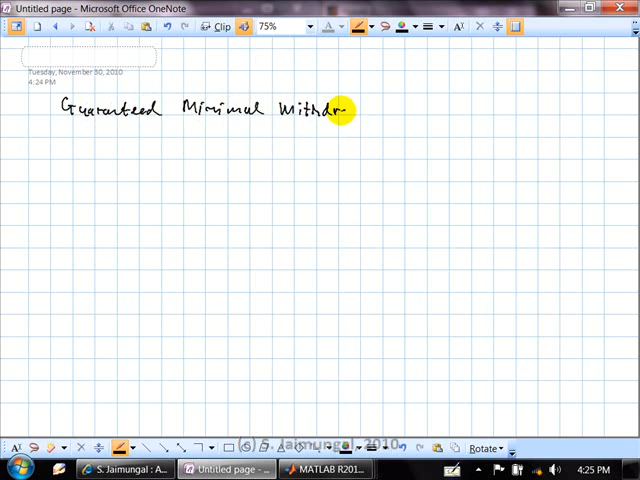 Untitled page - Microsoft Office OneNote
Clip 75%
Tuesday, November 30, 2010
4:24 PM
Guaranteed Minimal Withdr
(c) S. Jaimungal, 2010
Rotate
S. Jaimungal : A... Untitled page - ... MATLAB R201... 4:25 PM